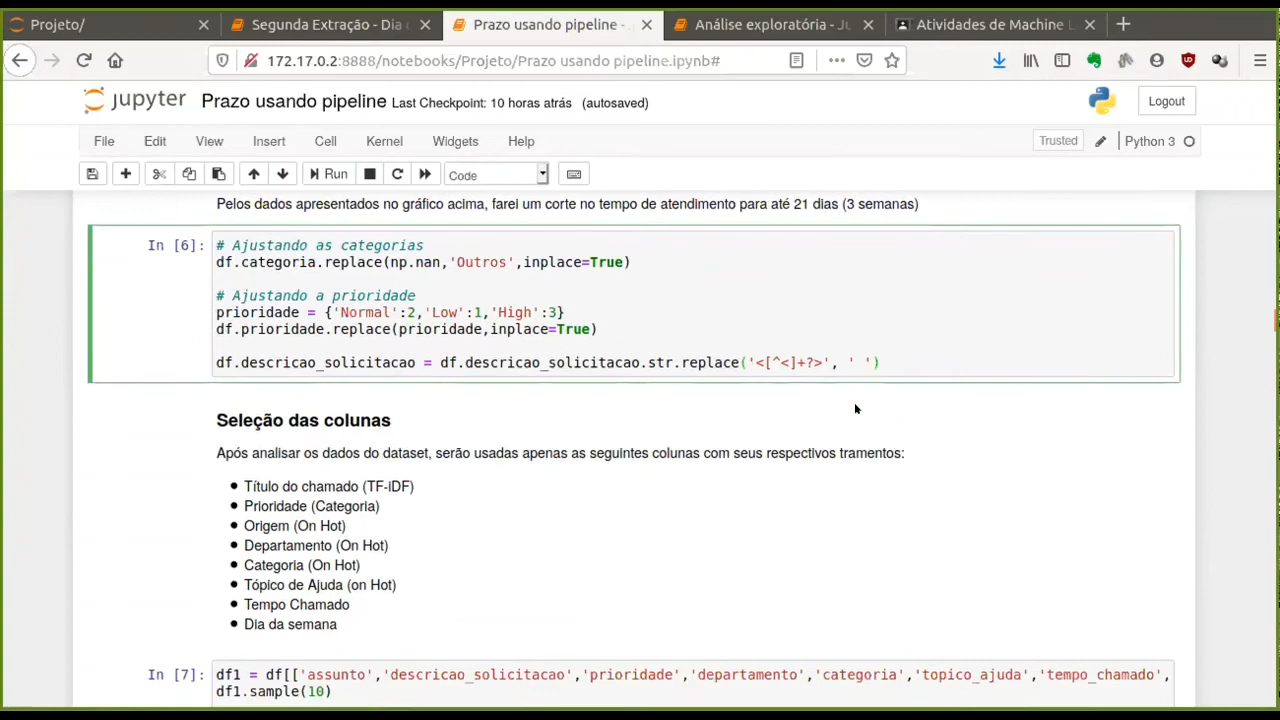 Projeto/
Segunda Extração - Dia d
Prazo usando pipeline -
Análise exploratória - Ju
Atividades de Machine L
172.17.0.2:8888/notebooks/Projeto/Prazo usando pipeline.ipynb#
jupyter Prazo usando pipeline Last Checkpoint: 10 horas atrás (autosaved)
Logout
File Edit View Insert Cell Kernel Widgets Help
Trusted Python 3
Run Code
Pelos dados apresentados no gráfico acima, farei um corte no tempo de atendimento para até 21 dias (3 semanas)
In [6]: # Ajustando as categorias
df.categoria.replace(np.nan,'Outros',inplace=True)
# Ajustando a prioridade
prioridade = {'Normal':2,'Low':1,'High':3}
df.prioridade.replace(prioridade,inplace=True)
df.descricao_solicitacao = df.descricao_solicitacao.str.replace('<[^<]+?>', ' ')
Seleção das colunas
Após analisar os dados do dataset, serão usadas apenas as seguintes colunas com seus respectivos tramentos:
Título do chamado (TF-iDF)
Prioridade (Categoria)
Origem (On Hot)
Departamento (On Hot)
Categoria (On Hot)
Tópico de Ajuda (on Hot)
Tempo Chamado
Dia da semana
In [7]: df1 = df[['assunto','descricao_solicitacao','prioridade','departamento','categoria','topico_ajuda','tempo_chamado',
df1.sample(10)